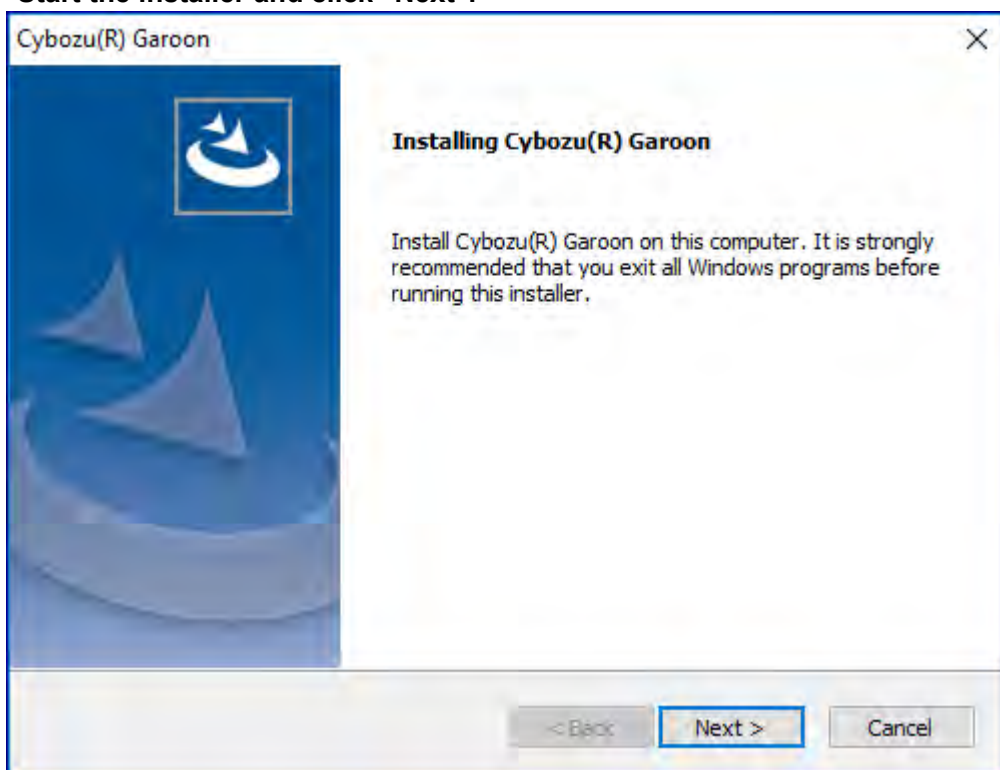 Start the installer and click "Next".
Cybozu(R) Garoon
Installing Cybozu(R) Garoon
Install Cybozu(R) Garoon on this computer. It is strongly
recommended that you exit all Windows programs before
running this installer.
< Back Next > Cancel